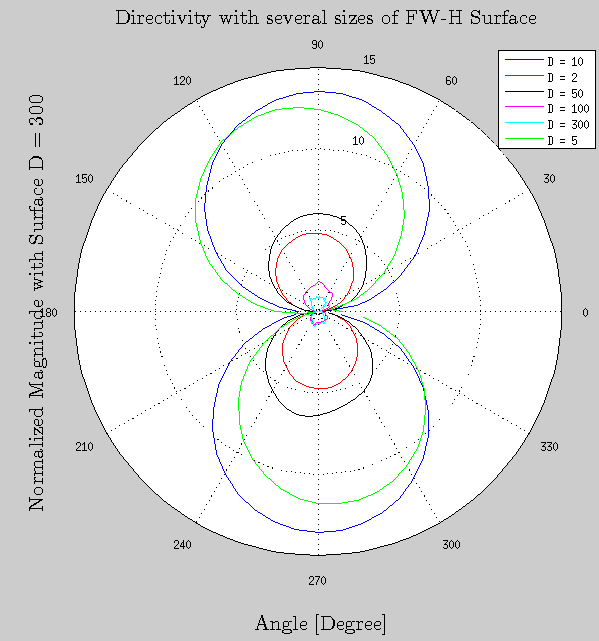 Directivity with several sizes of FW-H Surface
90
15
120
60
D = 10
D = 2
D = 50
D = 100
D = 300
D = 5
10
150
30
5
180
0
Normalized Magnitude with Surface D = 300
210
330
240
300
270
Angle [Degree]